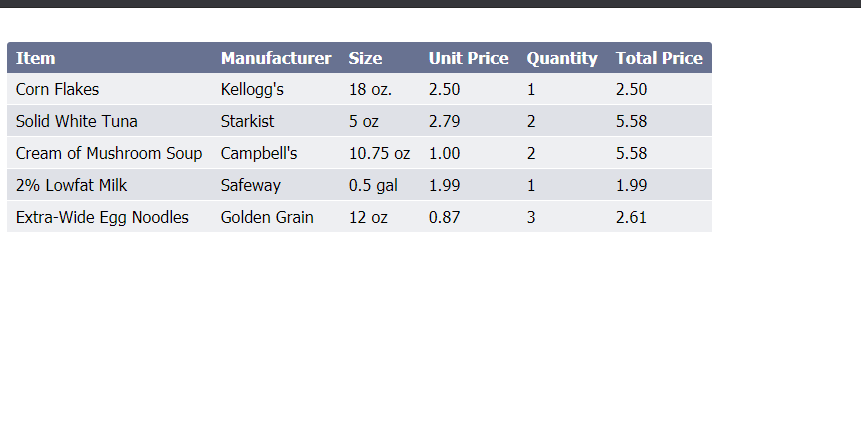 Item Manufacturer Size Unit Price Quantity Total Price
Corn Flakes Kellogg's 18 oz. 2.50 1 2.50
Solid White Tuna Starkist 5 oz 2.79 2 5.58
Cream of Mushroom Soup Campbell's 10.75 oz 1.00 2 5.58
2% Lowfat Milk Safeway 0.5 gal 1.99 1 1.99
Extra-Wide Egg Noodles Golden Grain 12 oz 0.87 3 2.61